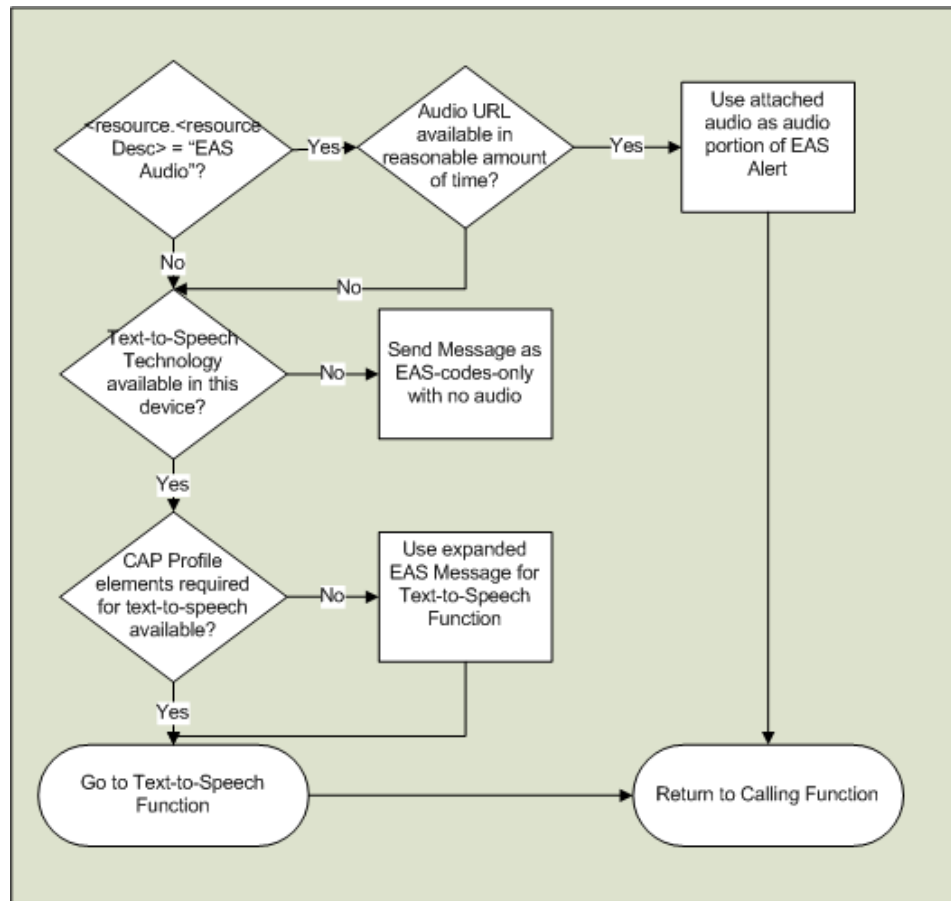 <resource.<resource
Desc> = “EAS
Audio”?
Yes
Audio URL
available in
reasonable amount
of time?
Yes
Use attached
audio as audio
portion of EAS
Alert
No
No
Text-to-Speech
Technology
available in this
device?
No
Send Message as
EAS-codes-only
with no audio
Yes
CAP Profile
elements required
for text-to-speech
available?
No
Use expanded
EAS Message for
Text-to-Speech
Function
Yes
Go to Text-to-Speech
Function
Return to Calling Function